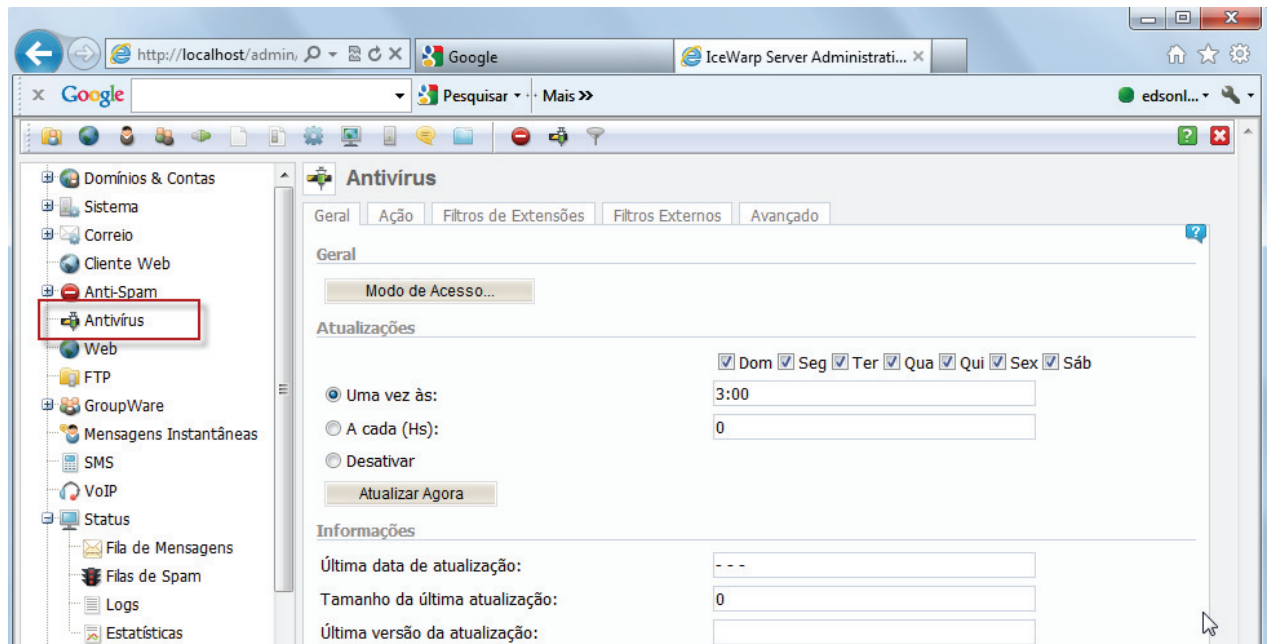 http://localhost/admin, Google IceWarp Server Administrati...
x Google Pesquisar Mais >> edsonl...
Domínios & Contas
Sistema
Correio
Cliente Web
Anti-Spam
Antivírus
Web
FTP
GroupWare
Mensagens Instantâneas
SMS
VoIP
Status
Fila de Mensagens
Filas de Spam
Logs
Estatísticas
Antivírus
Geral Ação Filtros de Extensões Filtros Externos Avançado
Geral
Modo de Acesso...
Atualizações
Dom Seg Ter Qua Qui Sex Sáb
Uma vez às: 3:00
A cada (Hs): 0
Desativar
Atualizar Agora
Informações
Última data de atualização: - - -
Tamanho da última atualização: 0
Última versão da atualização: